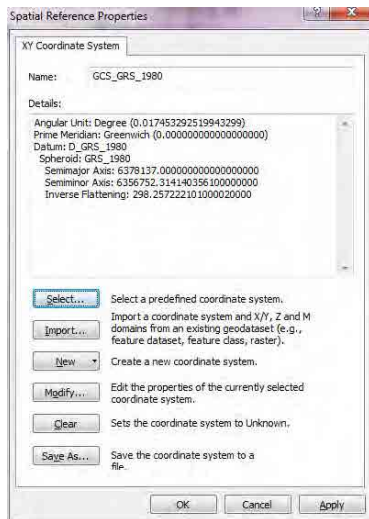 Spatial Reference Properties
XY Coordinate System
Name: GCS_GRS_1980
Details:
Angular Unit: Degree (0.017453292519943299)
Prime Meridian: Greenwich (0.000000000000000000)
Datum: D_GRS_1980
Spheroid: GRS_1980
Semimajor Axis: 6378137.000000000000000000
Semiminor Axis: 6356752.314140356100000000
Inverse Flattening: 298.257222101000020000
Select... Select a predefined coordinate system.
Import... Import a coordinate system and X/Y, Z and M
domains from an existing geodataset (e.g.,
feature dataset, feature class, raster).
New Create a new coordinate system.
Modify... Edit the properties of the currently selected
coordinate system.
Clear Sets the coordinate system to Unknown.
Save As... Save the coordinate system to a
file.
OK Cancel Apply